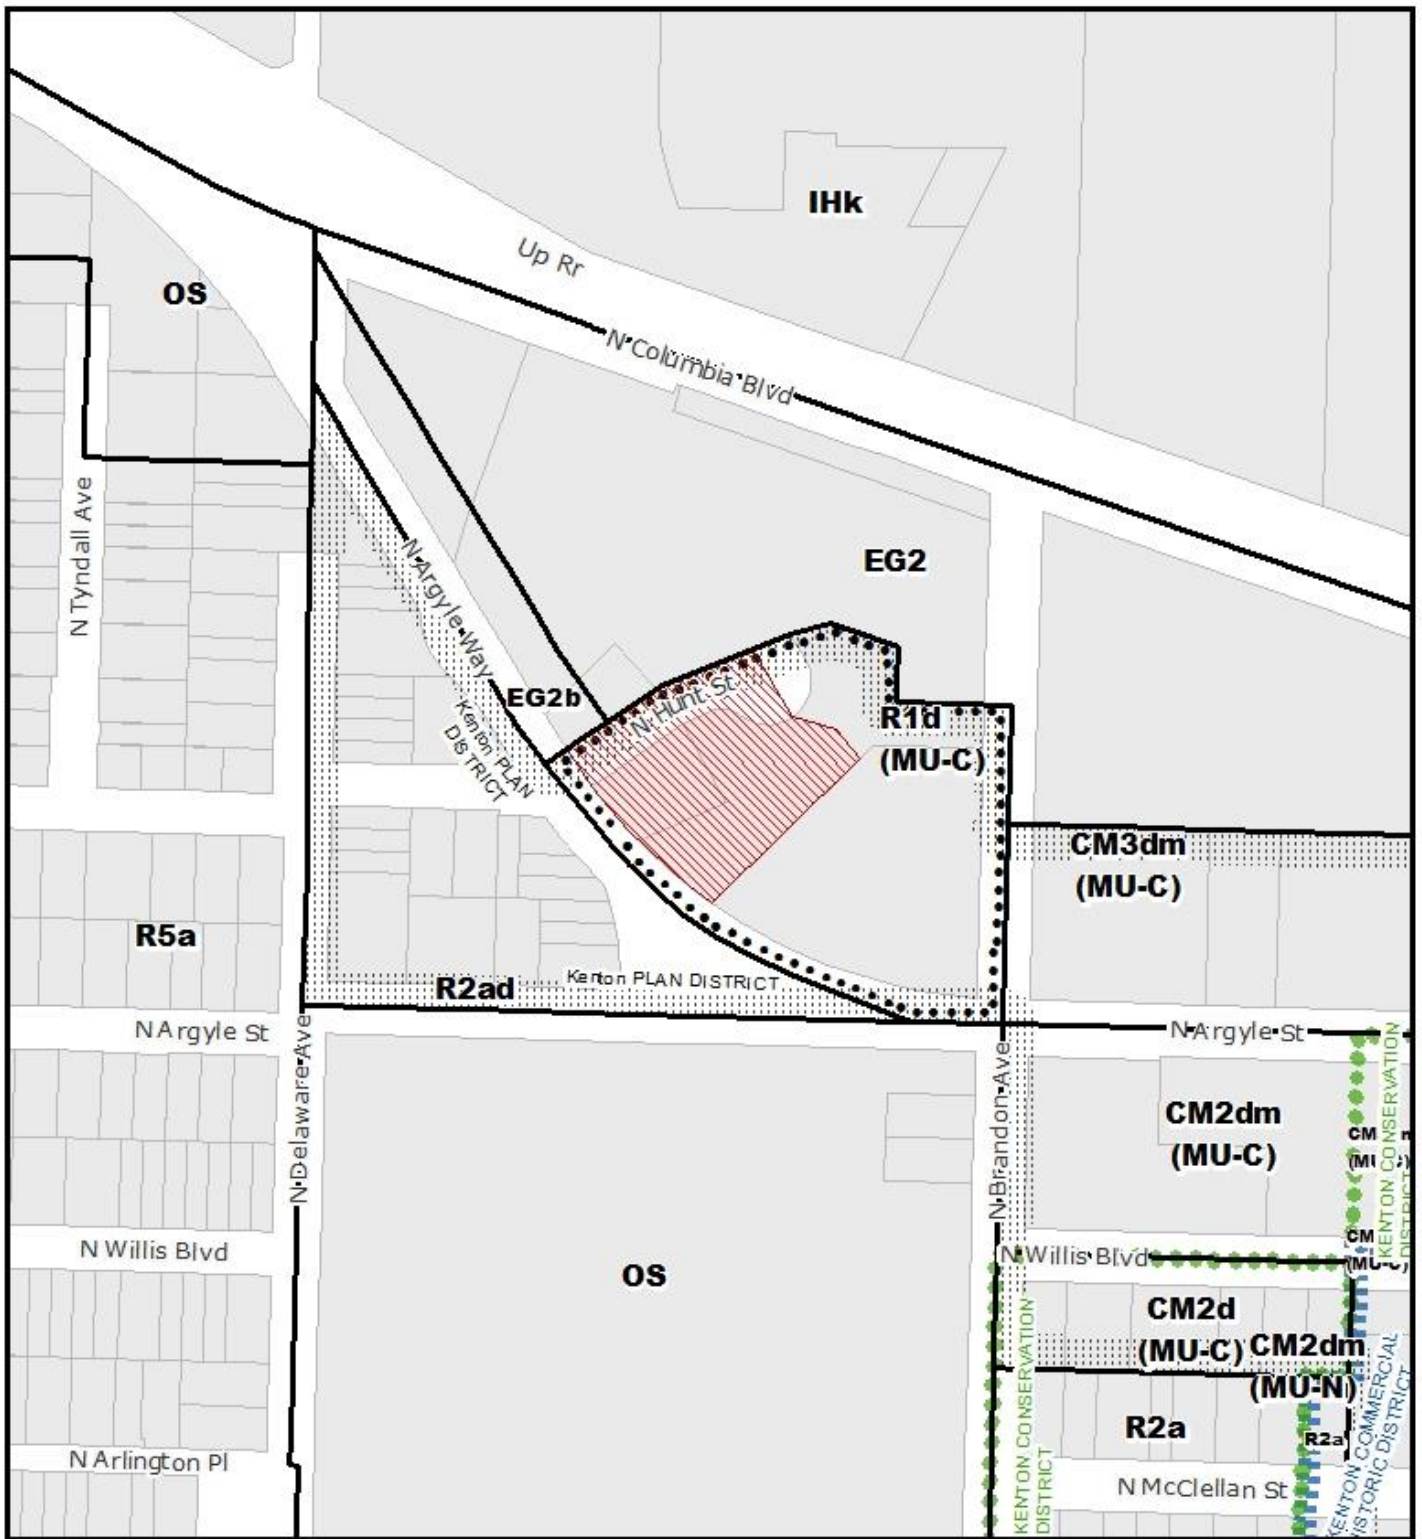 IHk
Up Rr
OS
N Columbia Blvd
N Tyndall Ave
N Argyle Way
EG2
EG2b
Kenton PLAN
DISTRICT
N Hunt St
R1d
(MU-C)
CM3dm
(MU-C)
R5a
R2ad
Kenton PLAN DISTRICT
N Argyle St
N Argyle St
N Delaware Ave
N Brandon Ave
CM2dm
(MU-C)
KENTON CONSERVATION
DISTRICT
CM
(MU-C)
N Willis Blvd
N Willis Blvd
OS
CM2d
(MU-C)
CM2dm
(MU-N)
R2a
R2a
KENTON CONSERVATION
DISTRICT
KENTON COMMERCIAL
HISTORIC DISTRICT
N Arlington Pl
N McClellan St